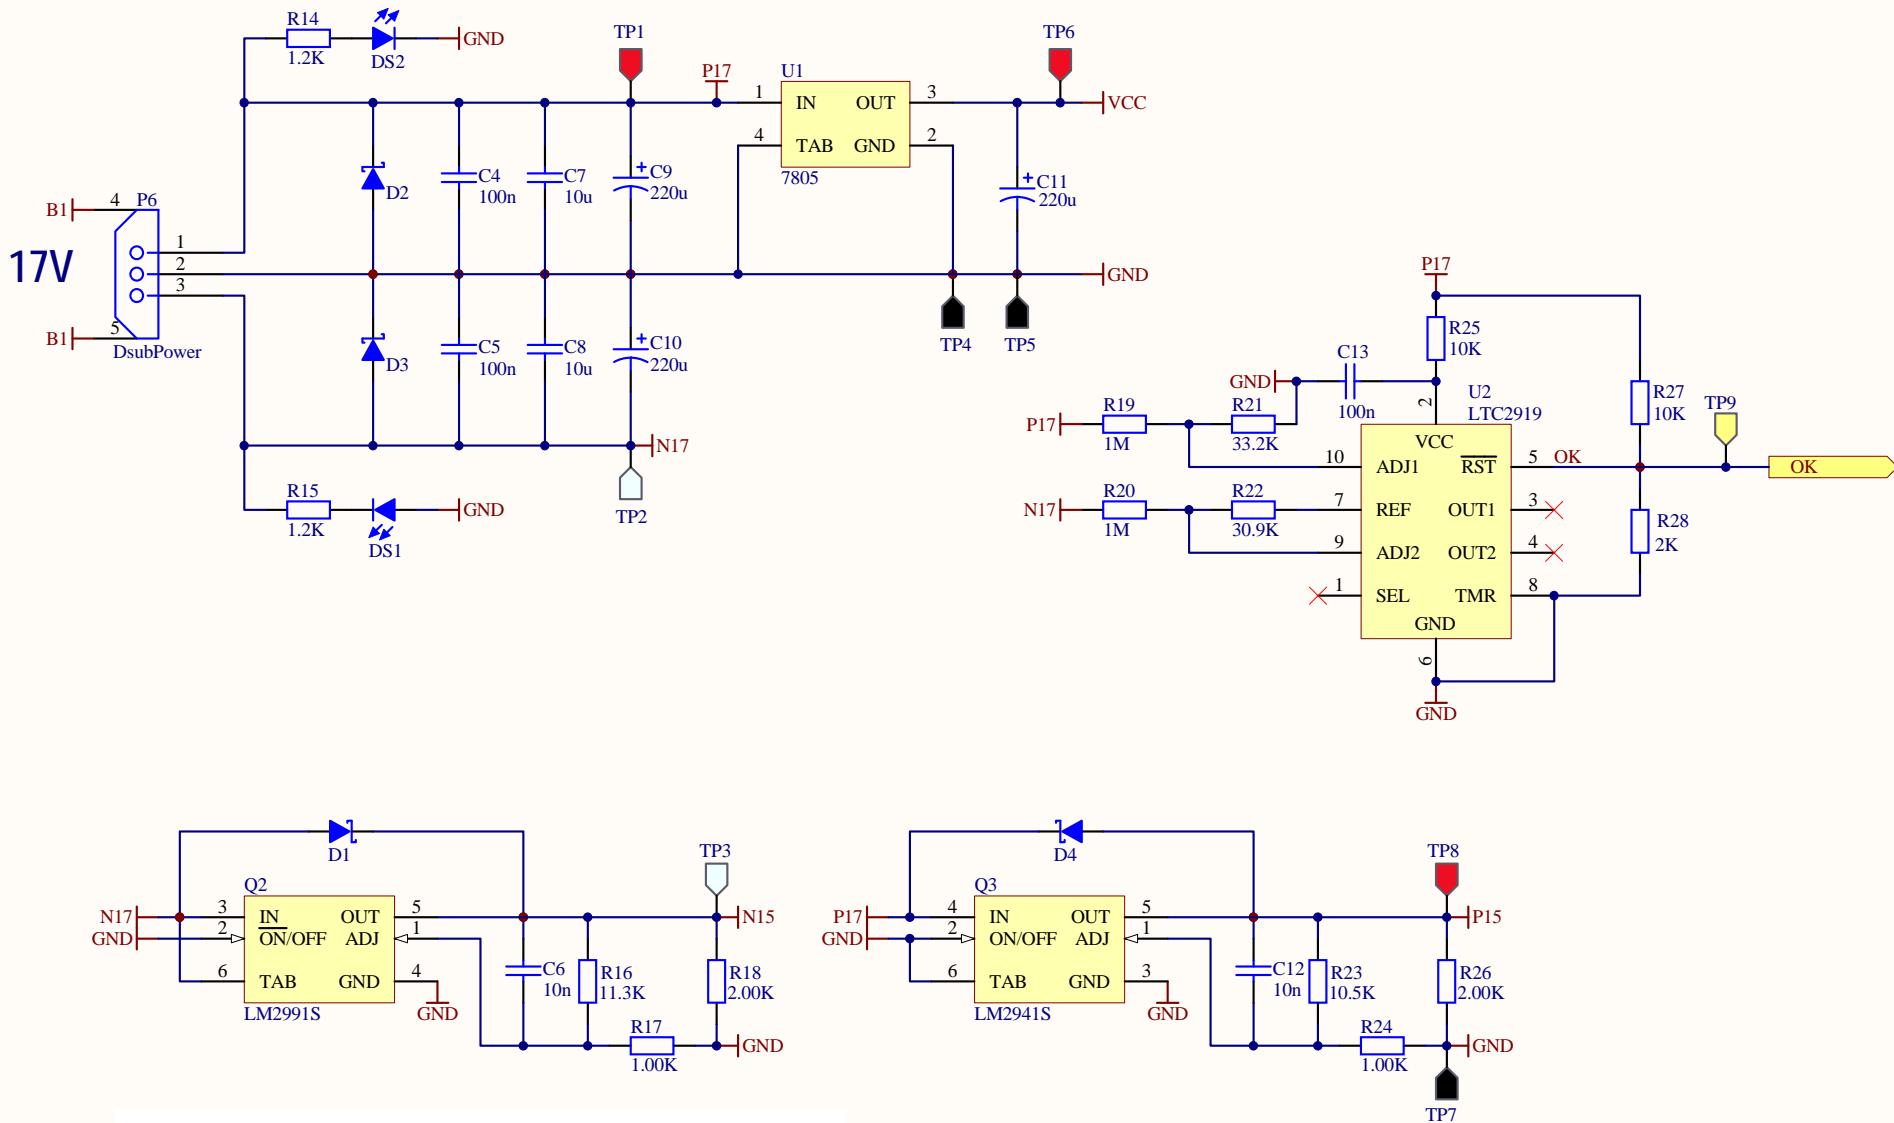 R14
1.2K
DS2
GND
TP1
P17
U1
1
IN
OUT
3
4
TAB
GND
2
7805
TP6
VCC
D2
C4
100n
C7
10u
C9
220u
C11
220u
B1
4
P6
17V
1
2
3
B1
5
DsubPower
GND
TP4
TP5
D3
C5
100n
C8
10u
C10
220u
N17
TP2
R15
1.2K
DS1
GND
P17
R25
10K
C13
100n
GND
P17
R19
1M
R21
33.2K
N17
R20
1M
R22
30.9K
U2
LTC2919
2
VCC
10
ADJ1
RST
5
OK
7
REF
OUT1
3
9
ADJ2
OUT2
4
1
SEL
TMR
8
GND
6
GND
R27
10K
TP9
OK
R28
2K
D1
Q2
N17
3
IN
OUT
5
GND
2
ON/OFF
ADJ
1
6
TAB
GND
4
LM2991S
GND
TP3
N15
C6
10n
R16
11.3K
R18
2.00K
R17
1.00K
GND
D4
Q3
P17
4
IN
OUT
5
GND
2
ON/OFF
ADJ
1
6
TAB
GND
3
LM2941S
GND
TP8
P15
C12
10n
R23
10.5K
R26
2.00K
R24
1.00K
GND
TP7